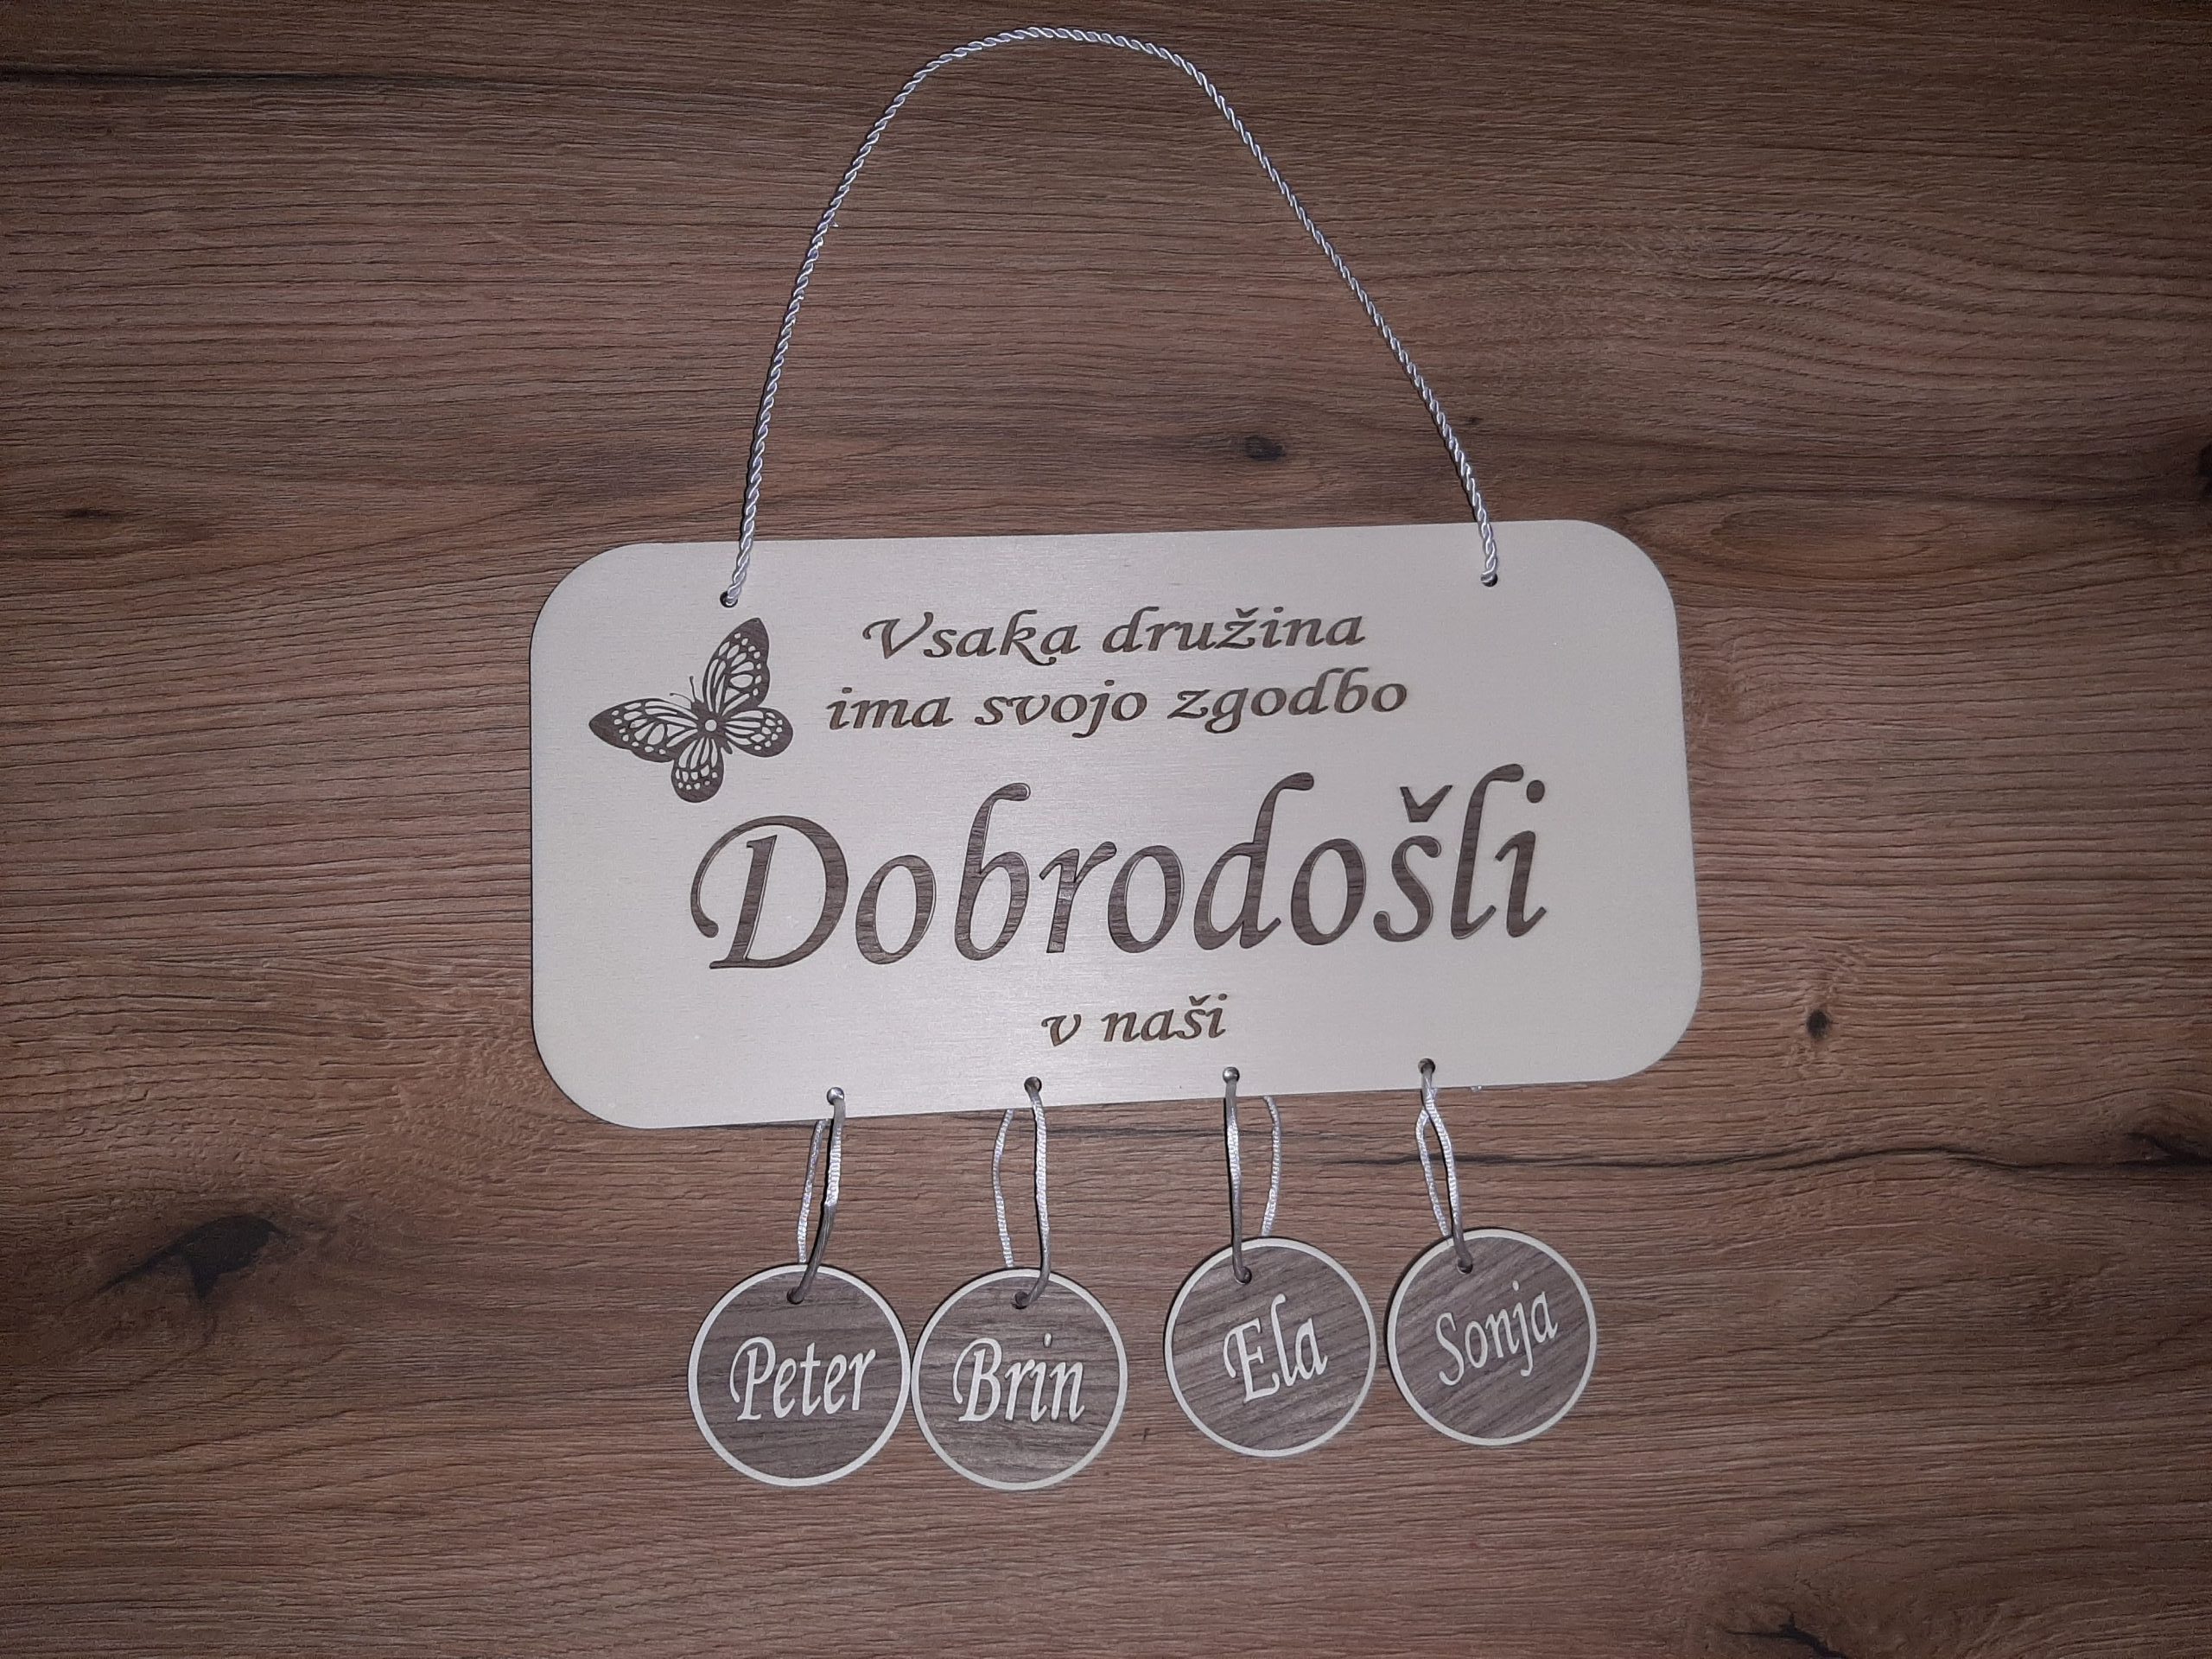 Vsaka družina
ima svojo zgodbo
Dobrodošli
v naši
Peter
Brin
Ela
Sonja